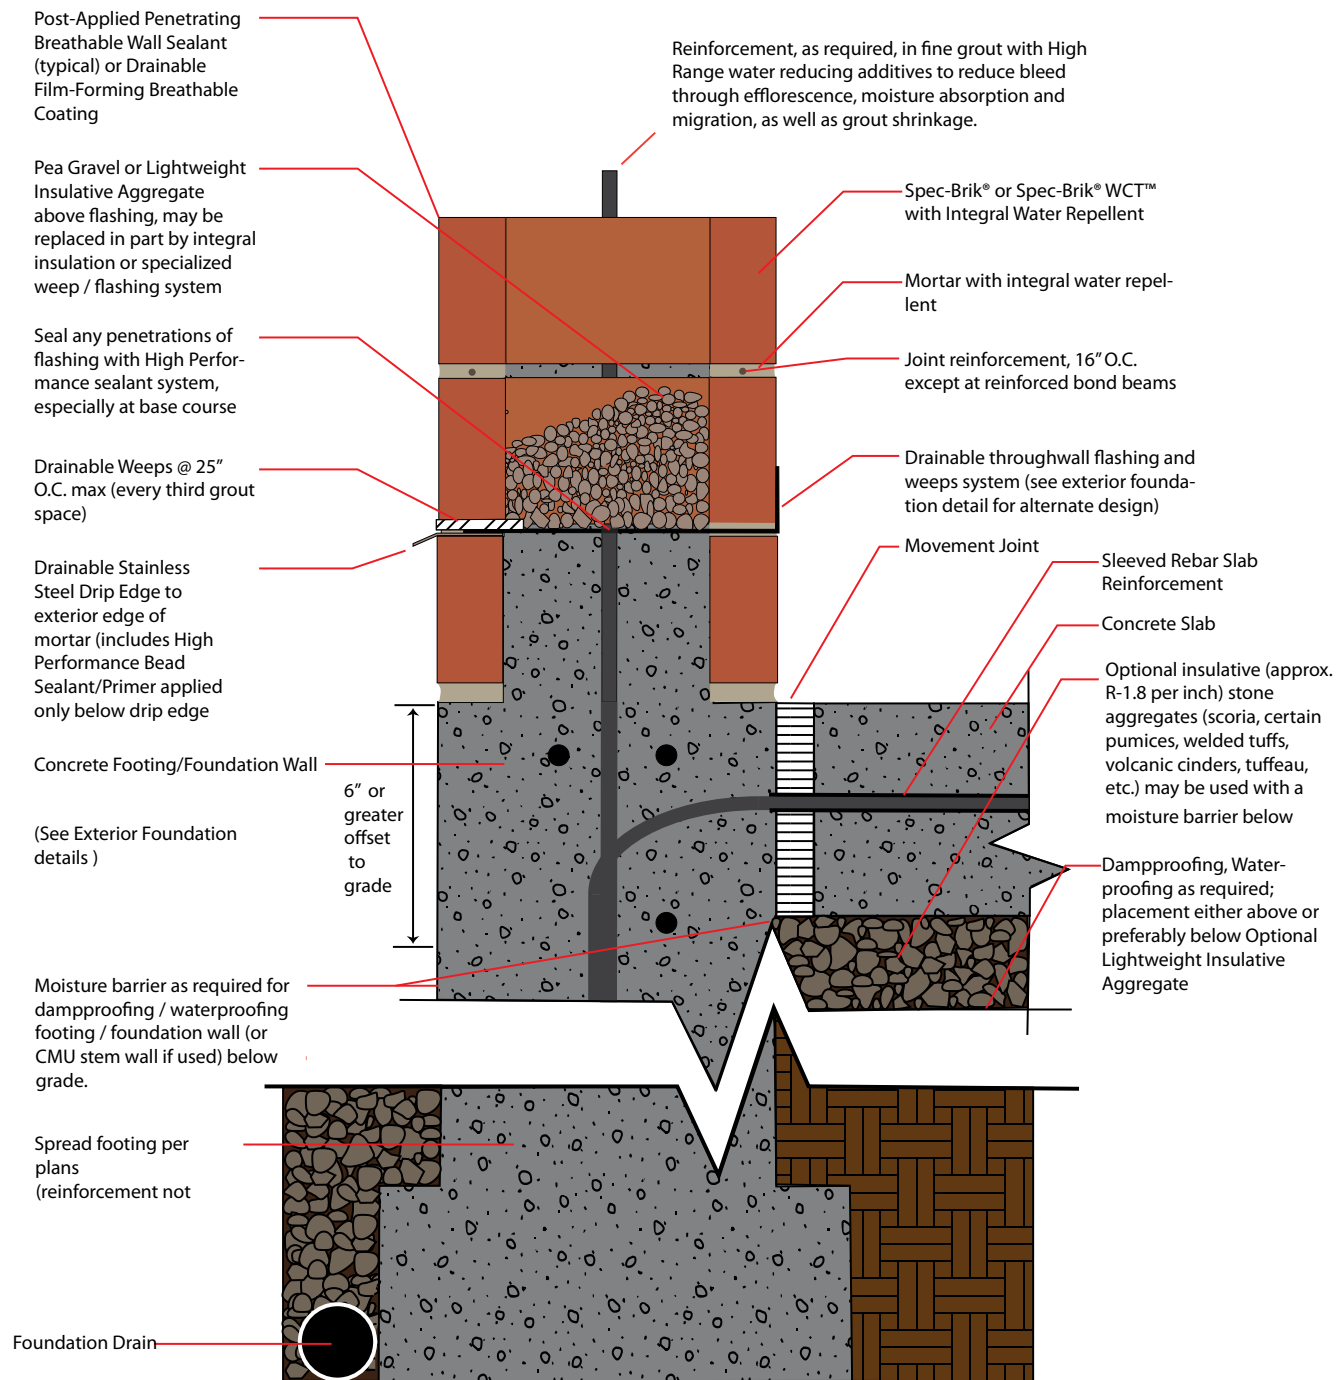 Post-Applied Penetrating
Breathable Wall Sealant
(typical) or Drainable
Film-Forming Breathable
Coating
Reinforcement, as required, in fine grout with High
Range water reducing additives to reduce bleed
through efflorescence, moisture absorption and
migration, as well as grout shrinkage.
Pea Gravel or Lightweight
Insulative Aggregate
above flashing, may be
replaced in part by integral
insulation or specialized
weep / flashing system
Spec-Brik® or Spec-Brik® WCT™
with Integral Water Repellent
Mortar with integral water repel-
lent
Seal any penetrations of
flashing with High Perfor-
mance sealant system,
especially at base course
Joint reinforcement, 16” O.C.
except at reinforced bond beams
Drainable Weeps @ 25”
O.C. max (every third grout
space)
Drainable throughwall flashing and
weeps system (see exterior founda-
tion detail for alternate design)
Movement Joint
Drainable Stainless
Steel Drip Edge to
exterior edge of
mortar (includes High
Performance Bead
Sealant/Primer applied
only below drip edge
Sleeved Rebar Slab
Reinforcement
Concrete Slab
Optional insulative (approx.
R-1.8 per inch) stone
aggregates (scoria, certain
pumices, welded tuffs,
volcanic cinders, tuffeau,
etc.) may be used with a
moisture barrier below
Concrete Footing/Foundation Wall
(See Exterior Foundation
details )
6” or
greater
offset
to
grade
Dampproofing, Water-
proofing as required;
placement either above or
preferably below Optional
Lightweight Insulative
Aggregate
Moisture barrier as required for
dampproofing / waterproofing
footing / foundation wall (or
CMU stem wall if used) below
grade.
Spread footing per
plans
(reinforcement not
Foundation Drain